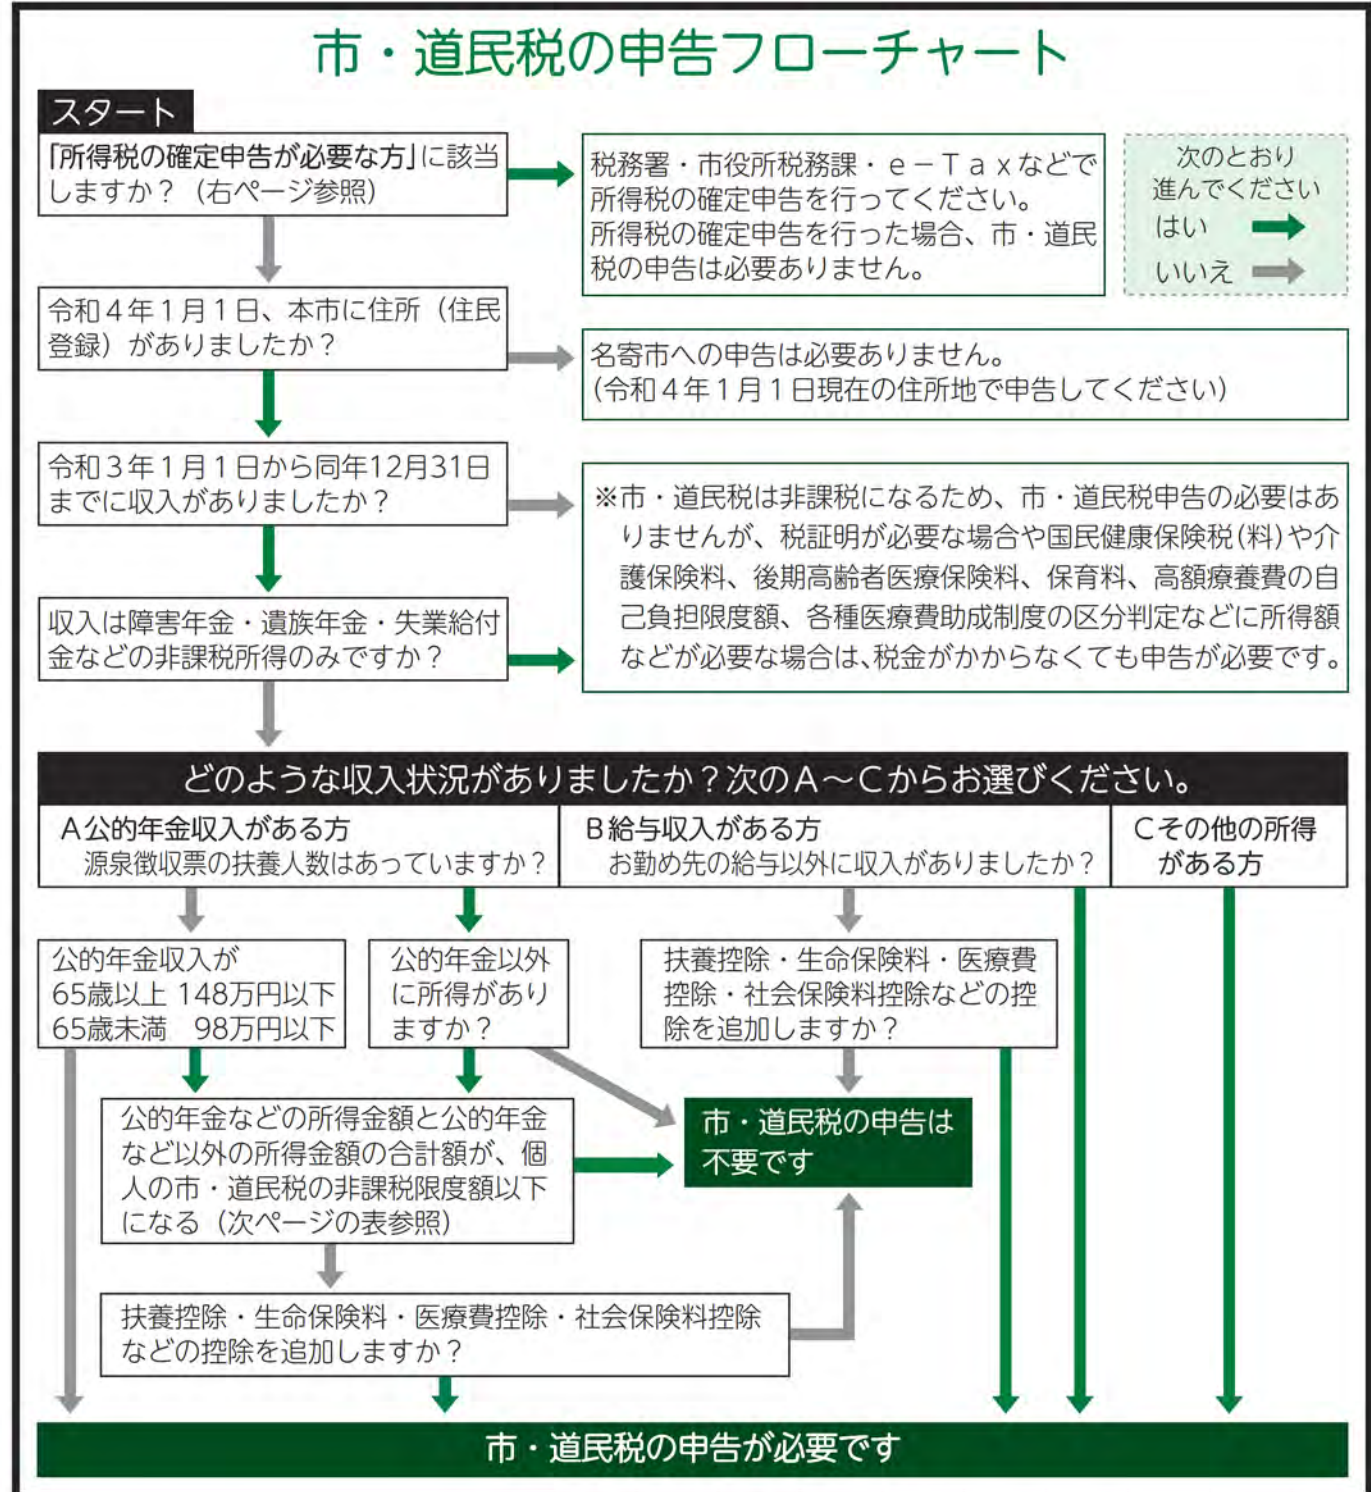 市・道民税の申告フローチャート
スタート
「所得税の確定申告が必要な方」に該当
しますか？（右ページ参照）
税務署・市役所税務課・ｅ－Ｔａｘなどで
所得税の確定申告を行ってください。
所得税の確定申告を行った場合、市・道民
税の申告は必要ありません。
次のとおり
進んでください
はい
いいえ
令和４年１月１日、本市に住所（住民
登録）がありましたか？
名寄市への申告は必要ありません。
（令和４年１月１日現在の住所地で申告してください）
令和３年１月１日から同年12月31日
までに収入がありましたか？
※市・道民税は非課税になるため、市・道民税申告の必要はあ
りませんが、税証明が必要な場合や国民健康保険税（料）や介
護保険料、後期高齢者医療保険料、保育料、高額療養費の自
己負担限度額、各種医療費助成制度の区分判定などに所得額
などが必要な場合は、税金がかからなくても申告が必要です。
収入は障害年金・遺族年金・失業給付
金などの非課税所得のみですか？
どのような収入状況がありましたか？次のＡ～Ｃからお選びください。
Ａ公的年金収入がある方
源泉徴収票の扶養人数はあっていますか？
Ｂ給与収入がある方
お勤め先の給与以外に収入がありましたか？
Ｃその他の所得
がある方
公的年金収入が
65歳以上 148万円以下
65歳未満 98万円以下
公的年金以外
に所得があり
ますか？
扶養控除・生命保険料・医療費
控除・社会保険料控除などの控
除を追加しますか？
公的年金などの所得金額と公的年金
など以外の所得金額の合計額が、個
人の市・道民税の非課税限度額以下
になる（次ページの表参照）
市・道民税の申告は
不要です
扶養控除・生命保険料・医療費控除・社会保険料控除
などの控除を追加しますか？
市・道民税の申告が必要です